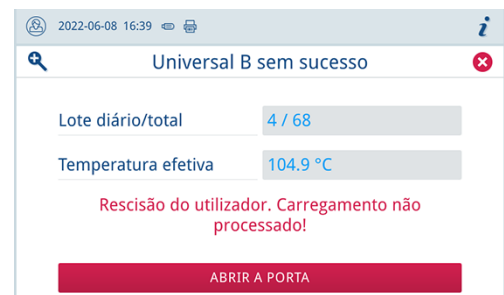 2022-06-08 16:39
i
Universal B sem sucesso
Lote diário/total 4 / 68
Temperatura efetiva 104.9 °C
Rescisão do utilizador. Carregamento não
processado!
ABRIR A PORTA